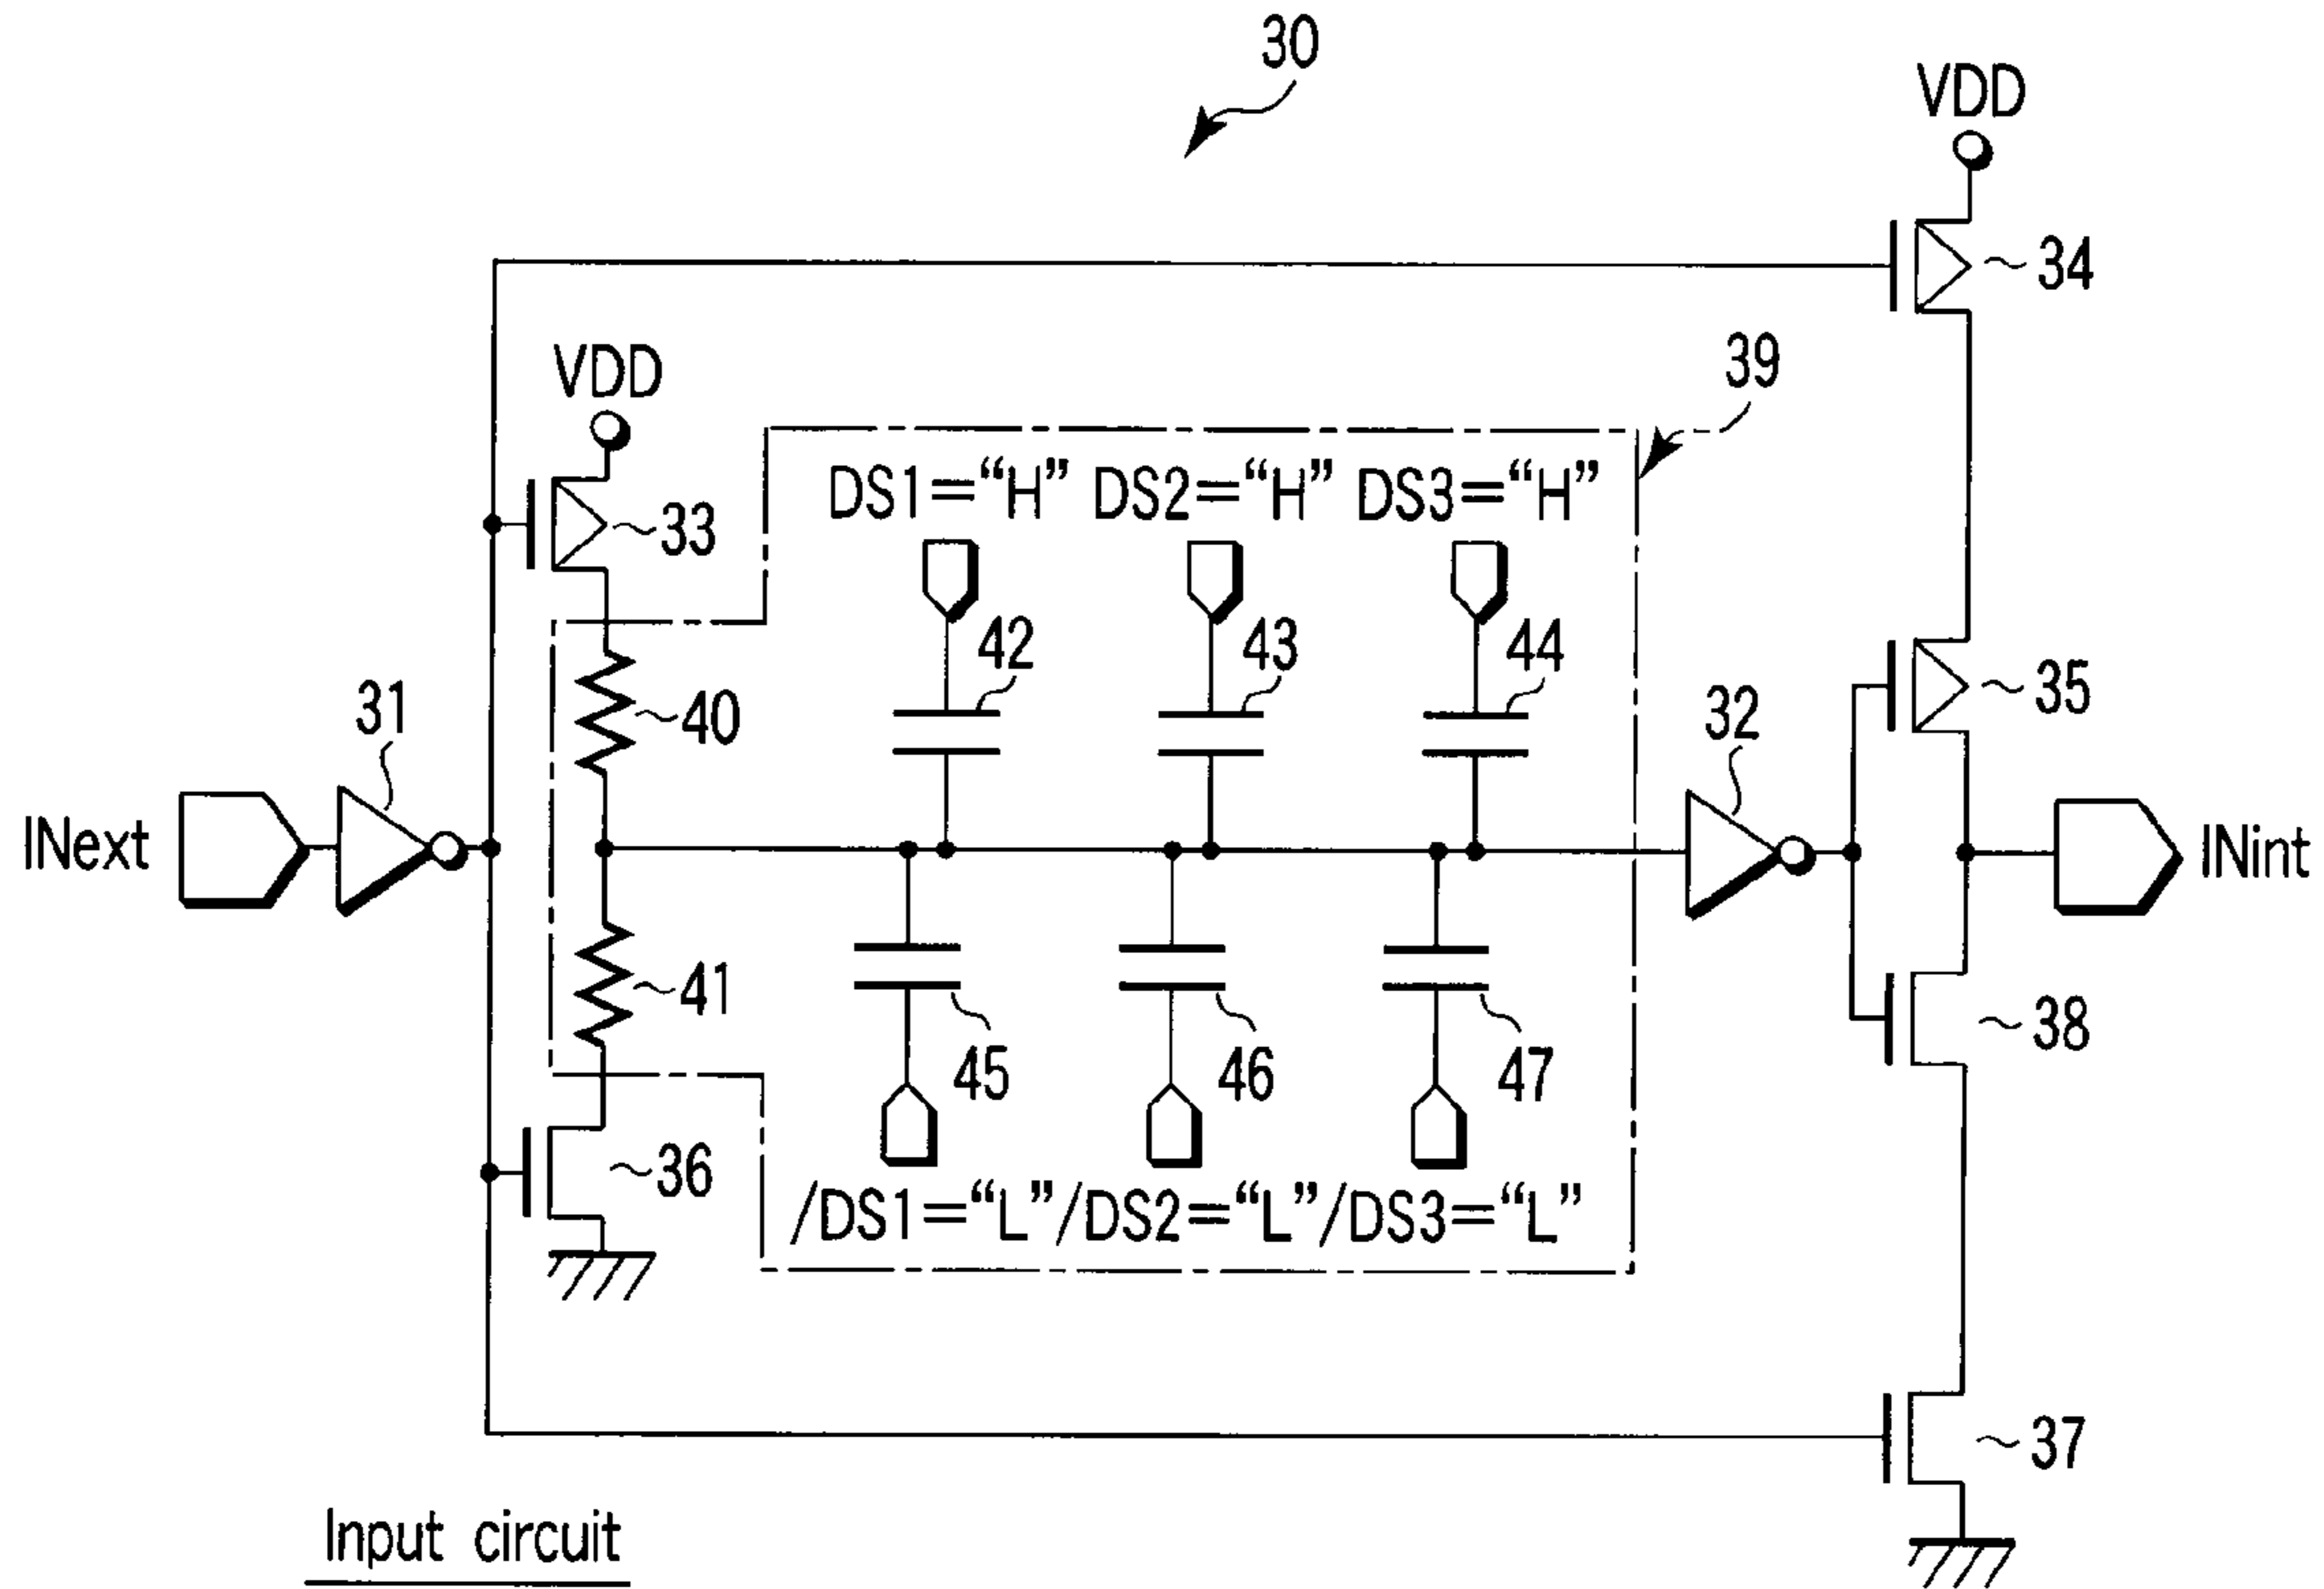 30
VDD
34
39
VDD
DS1="H" DS2="H" DS3="H"
33
42
43
44
40
31
32
35
INext
INint
41
38
45
46
47
36
/DS1="L"/DS2="L"/DS3="L"
37
Input circuit